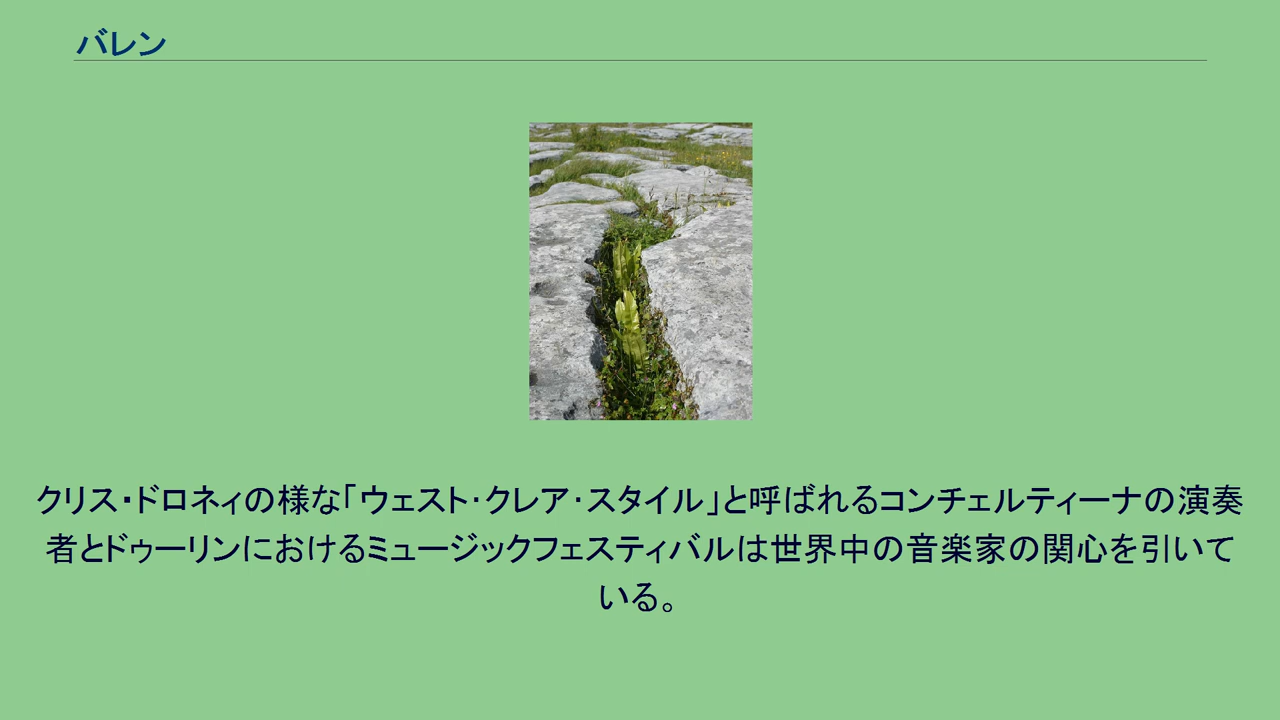 バレン
クリス・ドロネィの様な「ウェスト・クレア・スタイル」と呼ばれるコンチェルティーナの演奏
者とドゥーリンにおけるミュージックフェスティバルは世界中の音楽家の関心を引いて
いる。